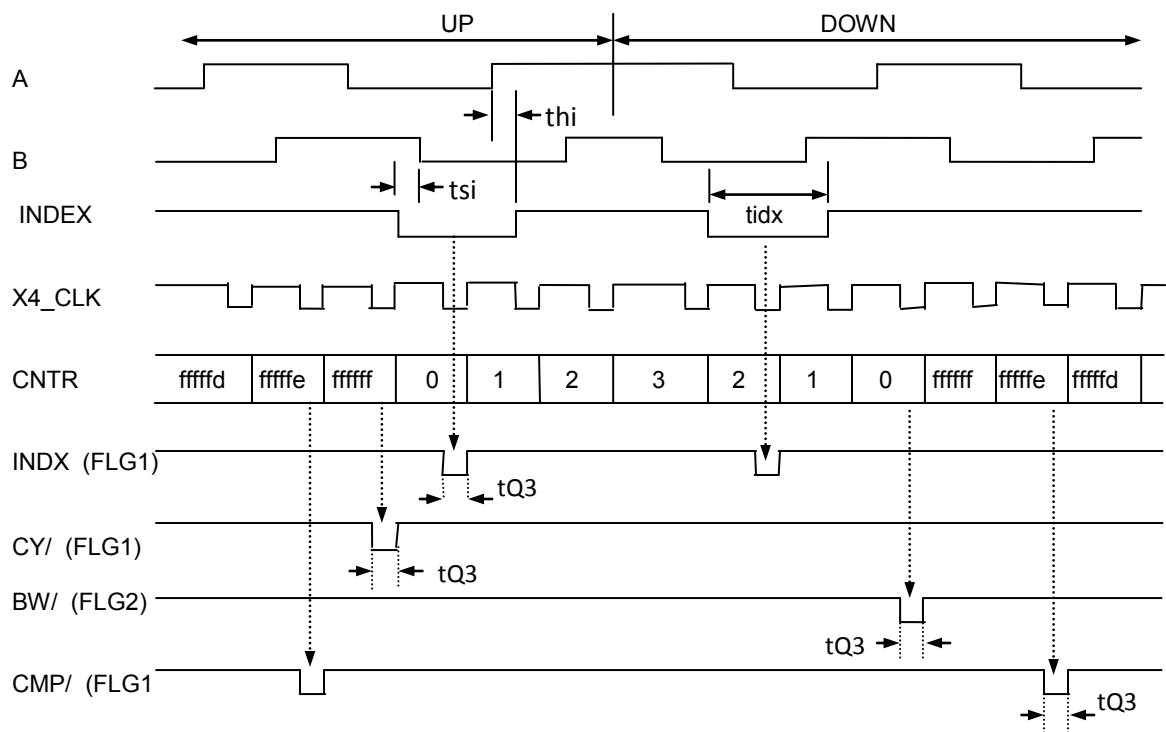 UP DOWN
A
thi
B
tsi
INDEX tidx
X4_CLK
CNTR fffffd fffffe ffffff 0 1 2 3 2 1 0 ffffff fffffe fffffd
INDX (FLG1)
tQ3
CY/ (FLG1)
tQ3
BW/ (FLG2)
tQ3
CMP/ (FLG1
tQ3